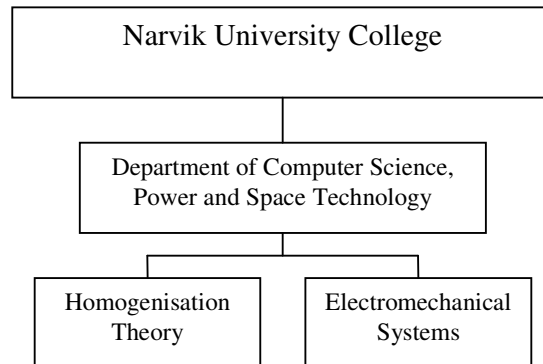 Narvik University College
Department of Computer Science,
Power and Space Technology
Homogenisation
Theory
Electromechanical
Systems